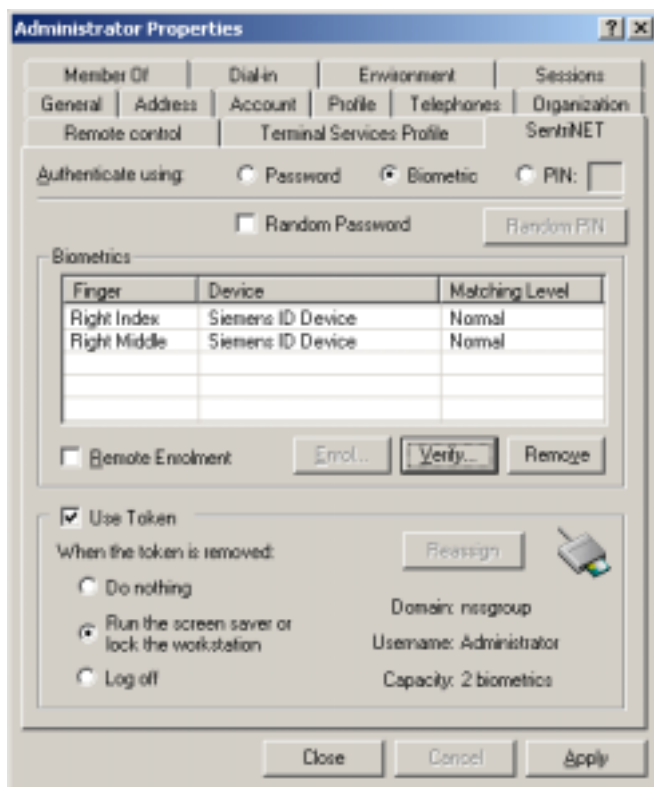 Administrator Properties
Member Of Dial-in Environment Sessions
General Address Account Profile Telephones Organization
Remote control Terminal Services Profile SentriNET
Authenticate using: Password Biometric PIN:
Random Password Random PIN
Biometrics
Finger Device Matching Level
Right Index Siemens ID Device Normal
Right Middle Siemens ID Device Normal
Remote Enrolment Enrol... Verify... Remove
Use Token
When the token is removed: Reassign
Do nothing
Domain: nssgroup
Run the screen saver or
lock the workstation
Username: Administrator
Log off Capacity: 2 biometrics
Close Cancel Apply